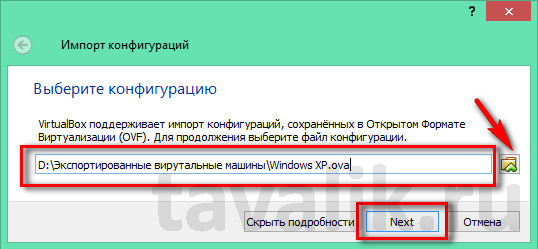 ?
Импорт конфигураций
Выберите конфигурацию
VirtualBox поддерживает импорт конфигураций, сохранённых в Открытом Формате
Виртуализации (OVF). Для продолжения выберите файл конфигурации.
D:\Экспортированные вирутальные машины\Windows XP.ova
tavalik.ru
Скрыть подробности
Next
Отмена